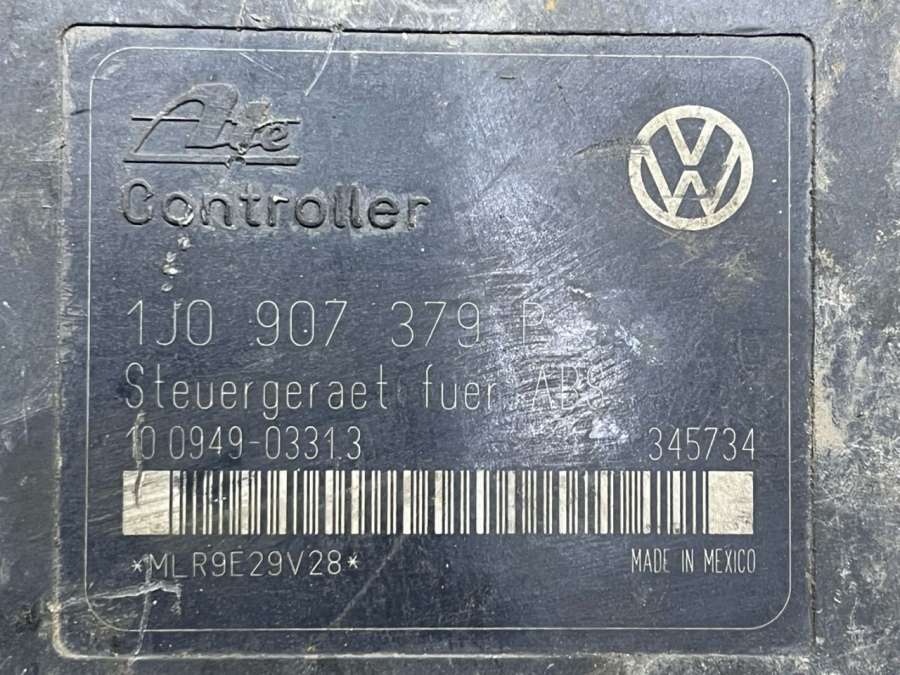 Ate
Controller
1J0 907 379 P
Steuergeraet fuer ABS
10.0949-0331.3
345734
*MLR9E29V28*
MADE IN MEXICO